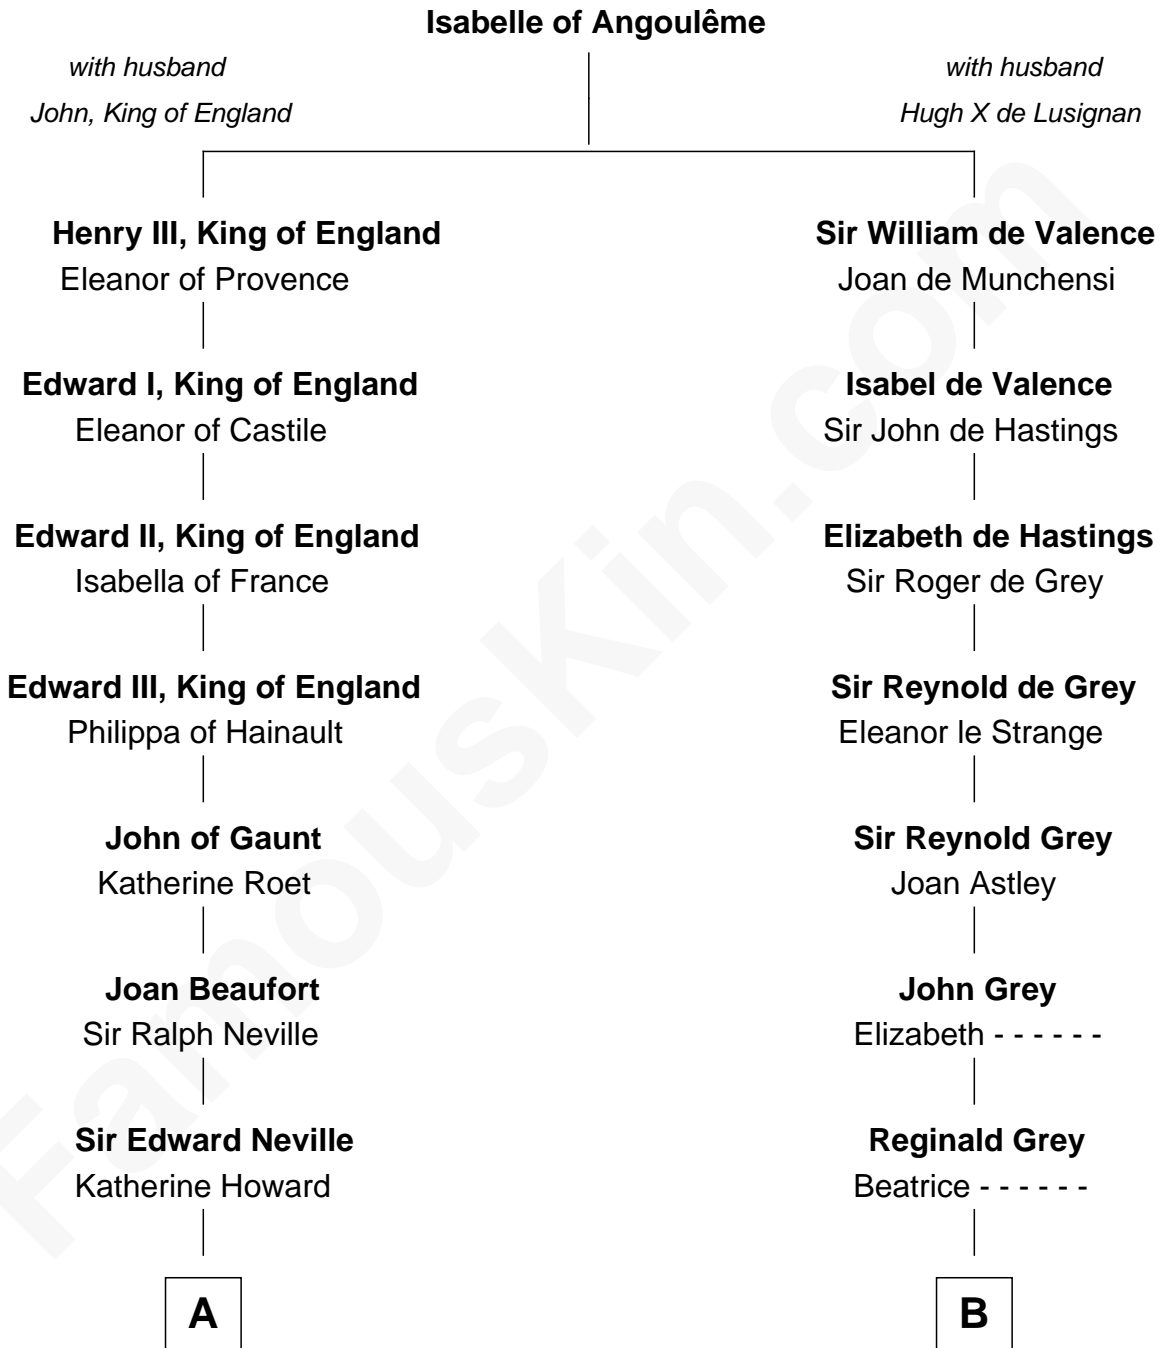 Isabelle of Angoulême
with husband
John, King of England
with husband
Hugh X de Lusignan
Henry III, King of England
Eleanor of Provence
Sir William de Valence
Joan de Munchensi
Edward I, King of England
Eleanor of Castile
Isabel de Valence
Sir John de Hastings
Edward II, King of England
Isabella of France
Elizabeth de Hastings
Sir Roger de Grey
Edward III, King of England
Philippa of Hainault
Sir Reynold de Grey
Eleanor le Strange
John of Gaunt
Katherine Roet
Sir Reynold Grey
Joan Astley
Joan Beaufort
Sir Ralph Neville
John Grey
Elizabeth - - - - - -
Sir Edward Neville
Katherine Howard
Reginald Grey
Beatrice - - - - - -
A
B
FamousKin.com